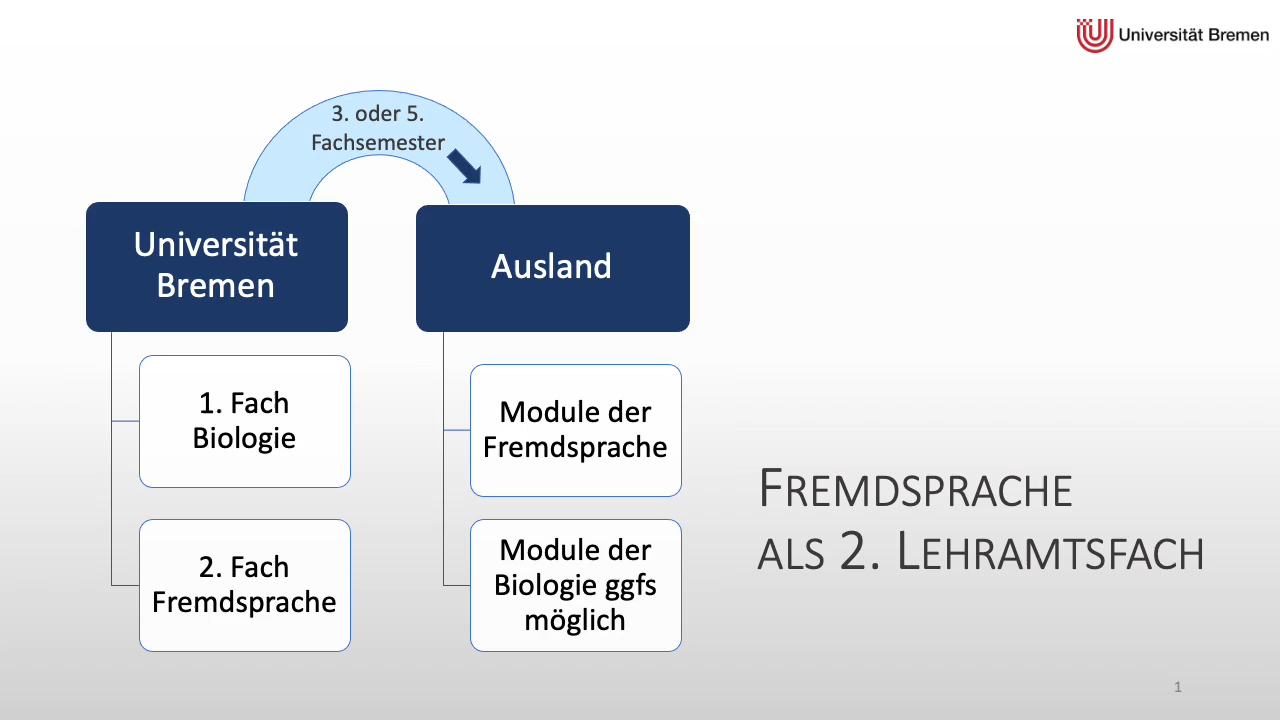 Universität Bremen
3. oder 5.
Fachsemester
Universität
Bremen
Ausland
1. Fach
Biologie
2. Fach
Fremdsprache
Module der
Fremdsprache
Module der
Biologie ggfs
möglich
FREMDSPRACHE
ALS 2. LEHRAMTSFACH
1